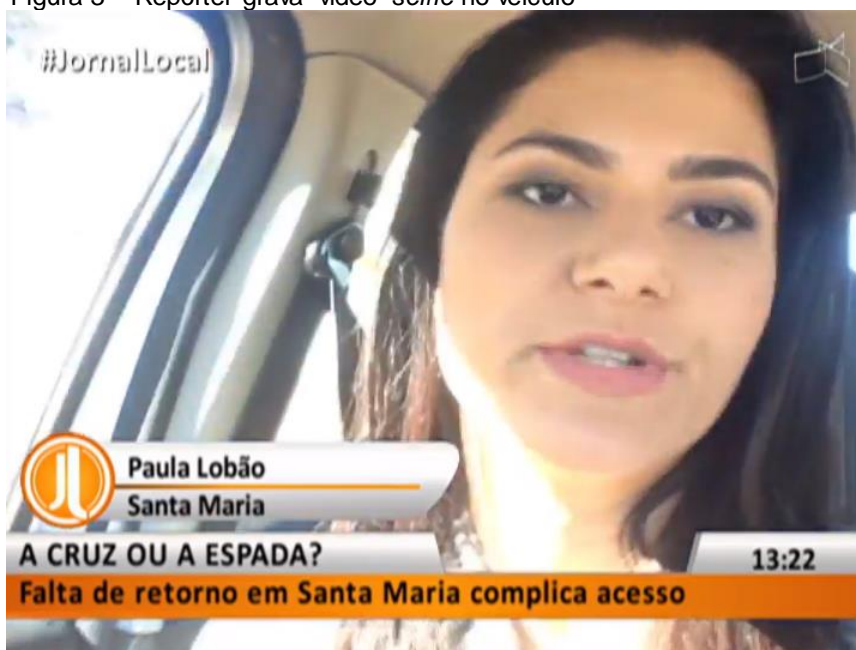 Figura – Repórter grava "vídeo selfie" no veículo
#JornalLocal
JL
Paula Lobão
Santa Maria
A CRUZ OU A ESPADA?
13:22
Falta de retorno em Santa Maria complica acesso